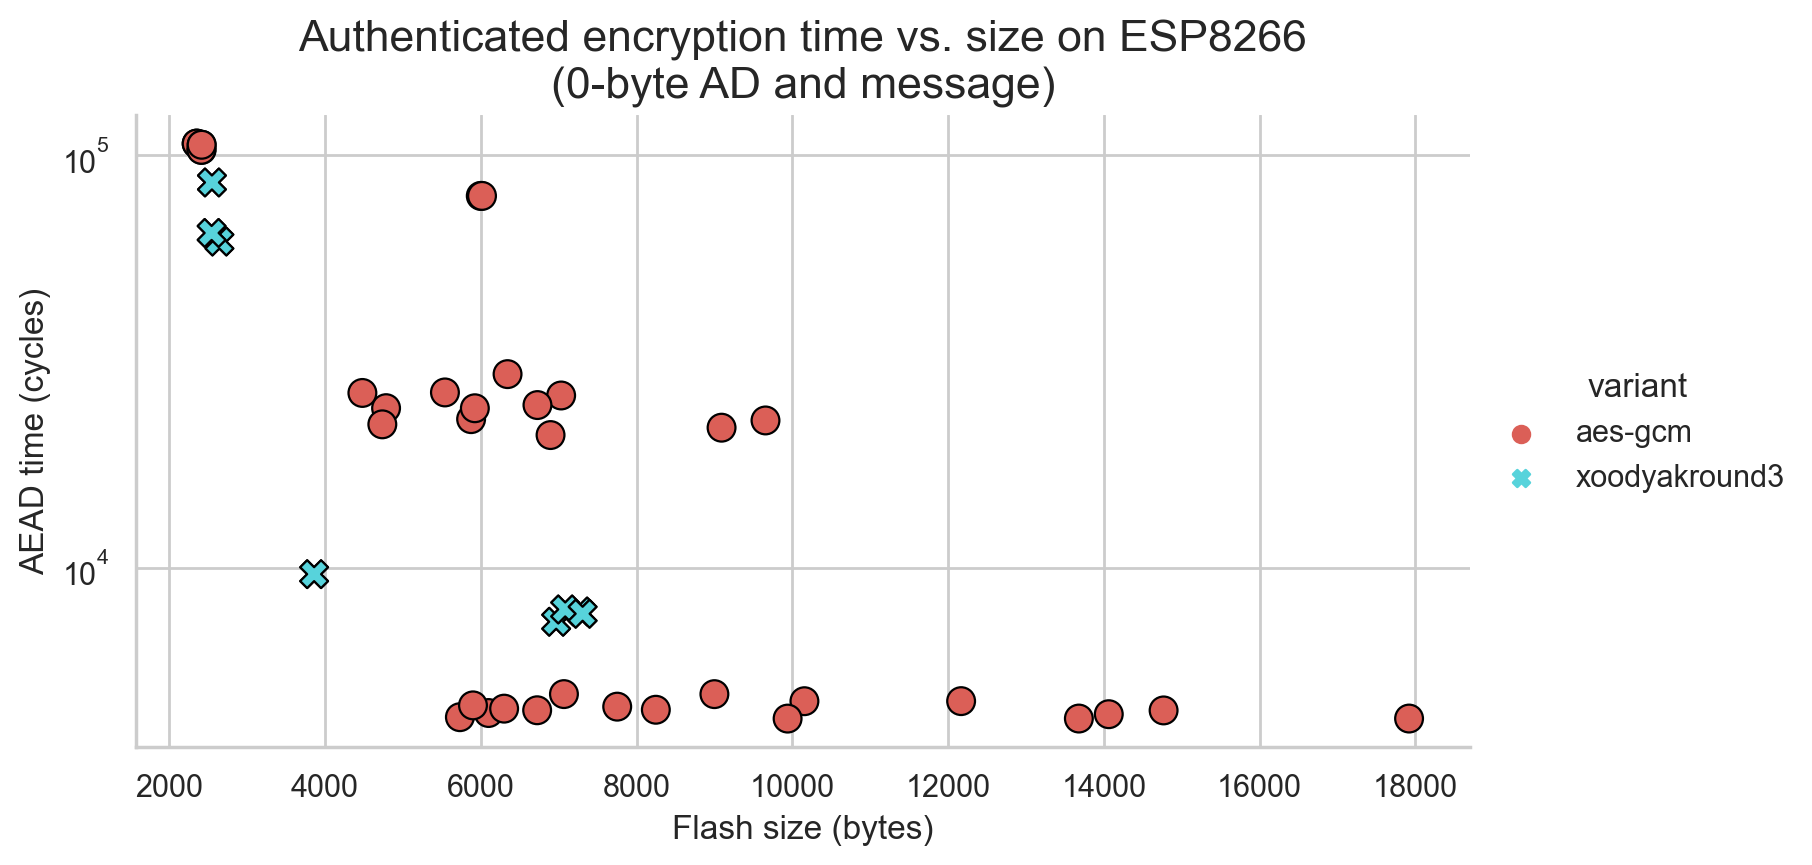 Authenticated encryption time vs. size on ESP8266
(0-byte AD and message)
AEAD time (cycles)
10^5
10^4
2000 4000 6000 8000 10000 12000 14000 16000 18000
Flash size (bytes)
variant
aes-gcm
xoodyakround3